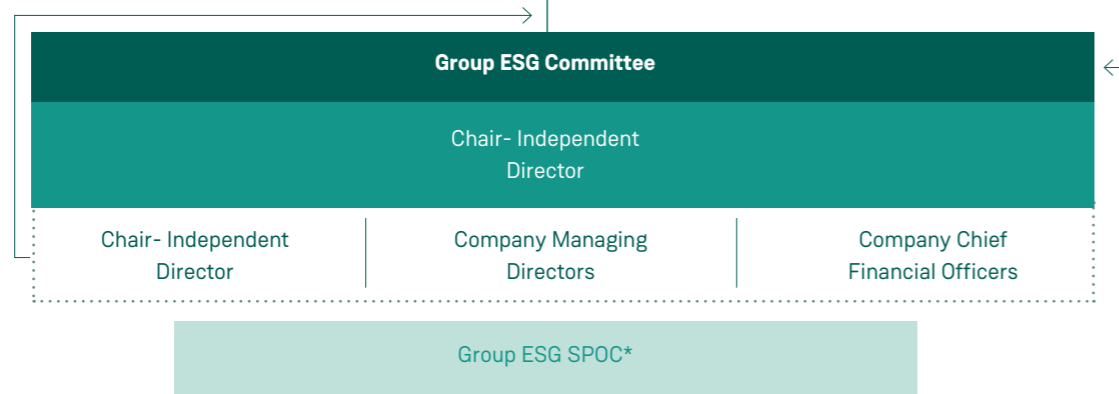 Group ESG Committee
Chair- Independent
Director
Chair- Independent
Director
Company Managing
Directors
Company Chief
Financial Officers
Group ESG SPOC*